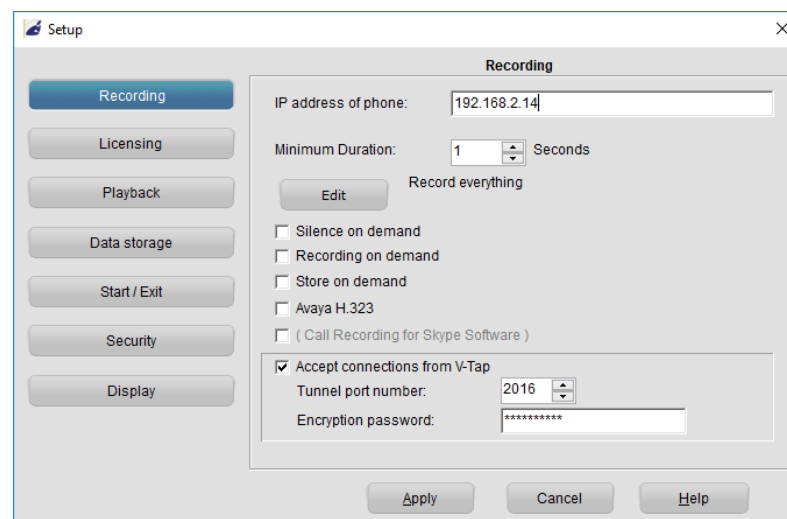 Setup
Recording
Recording
Licensing
Playback
Data storage
Start / Exit
Security
Display
IP address of phone: 192.168.2.14
Minimum Duration: 1 Seconds
Edit Record everything
Silence on demand
Recording on demand
Store on demand
Avaya H.323
( Call Recording for Skype Software )
Accept connections from V-Tap
Tunnel port number: 2016
Encryption password: **********
Apply Cancel Help